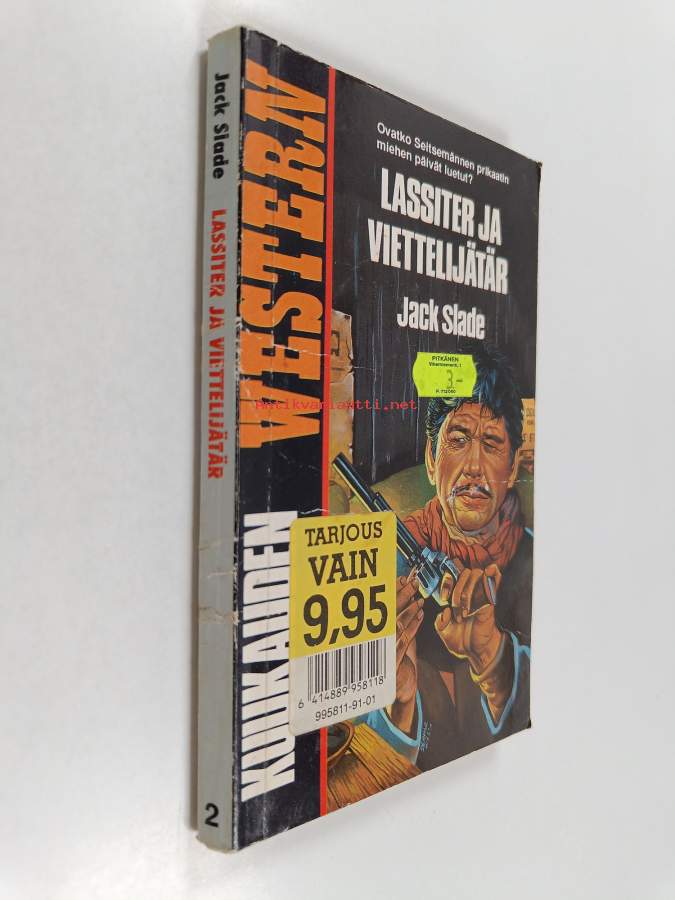 Jack Slade
LASSITER JA VIETTELIJÄTÄR
2
KUUKAUDEN WESTERN
Ovatko Seitsemännen prikaatin
miehen päivät luetut?
LASSITER JA
VIETTELIJÄTÄR
Jack Slade
PITKÄNEN
3
antikvariaatti.net
TARJOUS
VAIN
9,95
6 414889 958118
995811-91-01